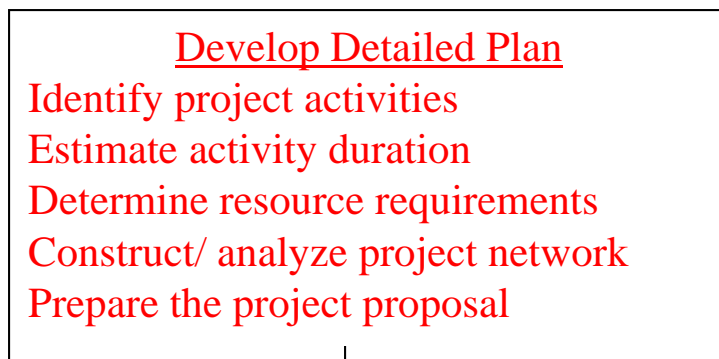 Develop Detailed Plan
Identify project activities
Estimate activity duration
Determine resource requirements
Construct/ analyze project network
Prepare the project proposal